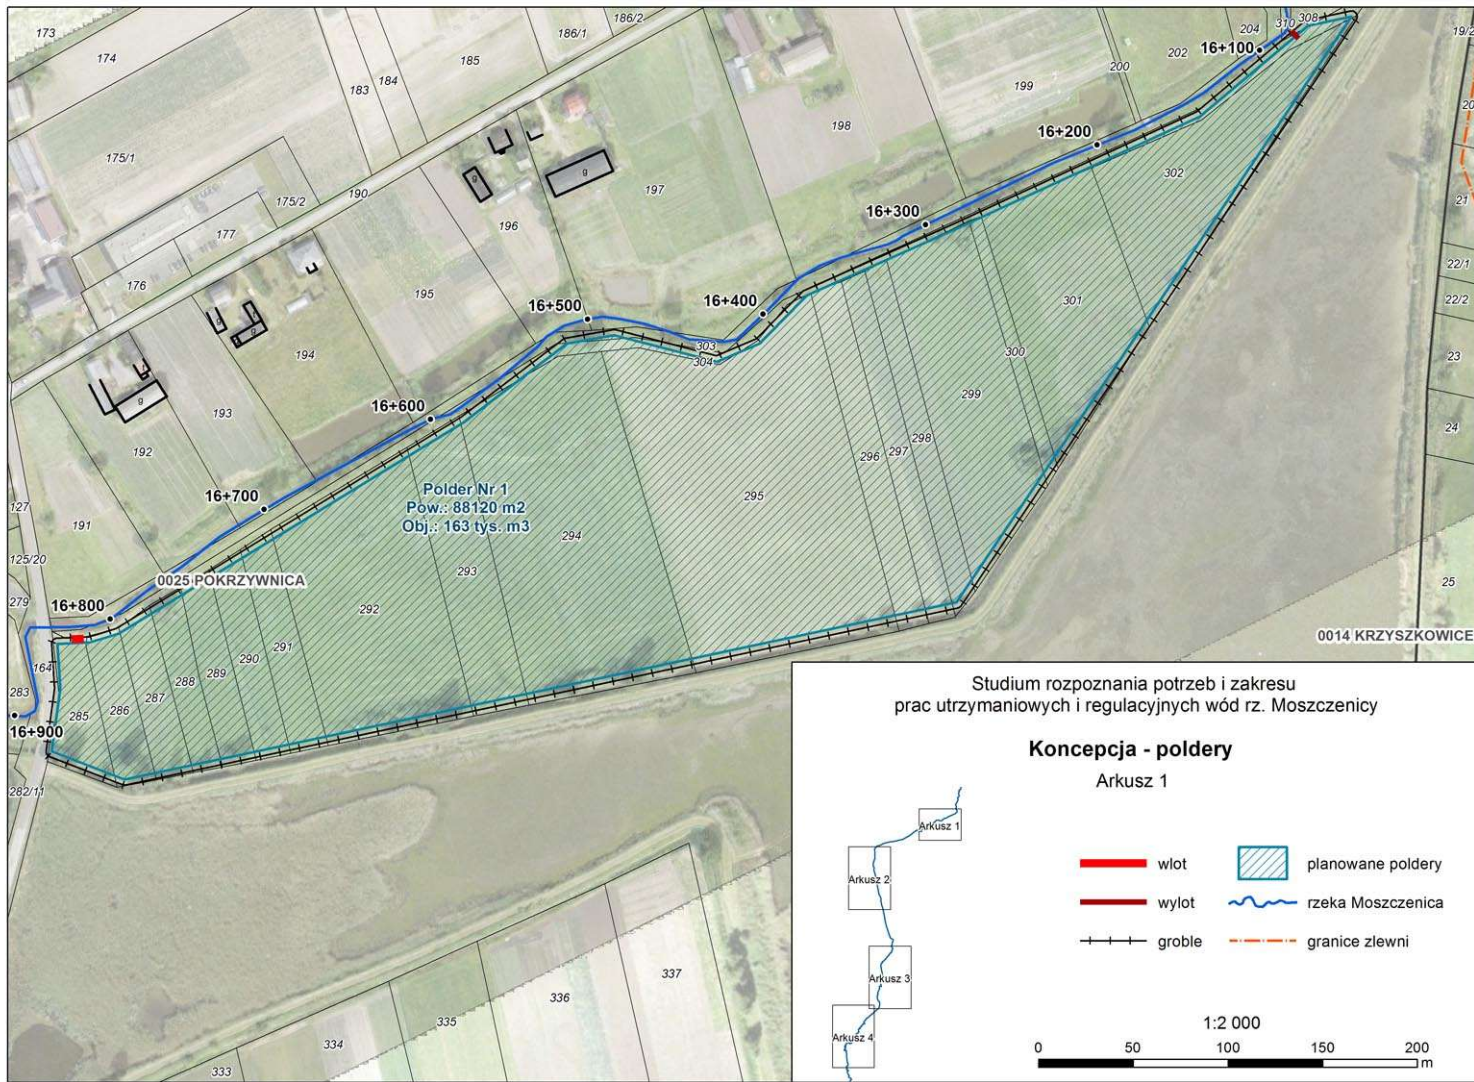 173
174
175/1
183
184
185
186/1
186/2
175/2
190
177
176
196
197
198
199
200
202
204
310
308
19/2
20
21
22/1
22/2
23
24
25
16+100
16+200
16+300
16+400
16+500
16+600
16+700
16+800
16+900
g
g
g
g
g
195
194
193
192
191
127
125/20
279
283
282/11
164
303
304
302
301
300
299
298
297
296
295
294
293
292
291
290
289
288
287
286
285
Polder Nr 1
Pow.: 88120 m2
Obj.: 163 tys. m3
0025 POKRZYWNICA
0014 KRZYSZKOWICE
337
336
335
334
333
Studium rozpoznania potrzeb i zakresu
prac utrzymaniowych i regulacyjnych wód rz. Moszczenicy
Koncepcja - poldery
Arkusz 1
Arkusz 1
Arkusz 2
Arkusz 3
Arkusz 4
wlot
planowane poldery
wylot
rzeka Moszczenica
groble
granice zlewni
1:2 000
0 50 100 150 200
m